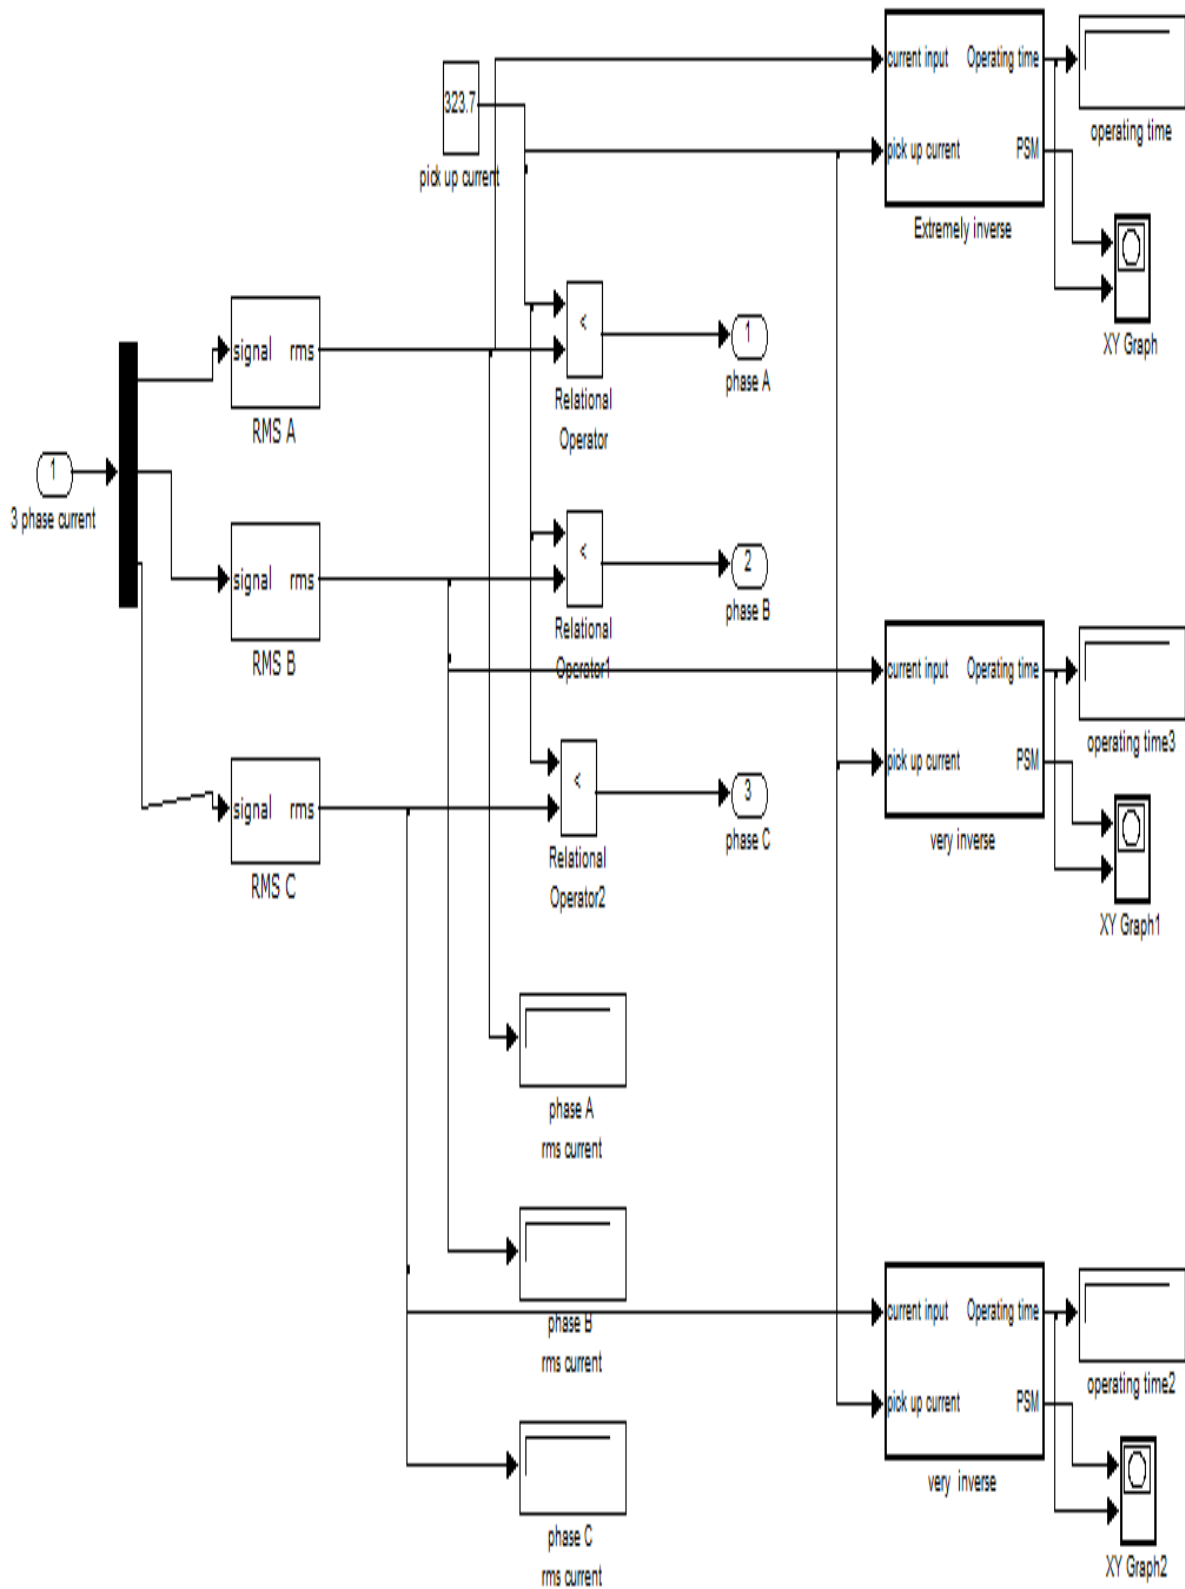 current input
Operating time
pick up current
PSM
Extremely inverse
operating time
XY Graph
323.7
pick up current
signal
rms
RMS A
<
Relational
Operator
1
phase A
1
3 phase current
signal
rms
RMS B
<
Relational
Operator1
2
phase B
current input
Operating time
pick up current
PSM
very inverse
operating time3
XY Graph1
signal
rms
RMS C
<
Relational
Operator2
3
phase C
phase A
rms current
phase B
rms current
current input
Operating time
pick up current
PSM
very inverse
operating time2
XY Graph2
phase C
rms current